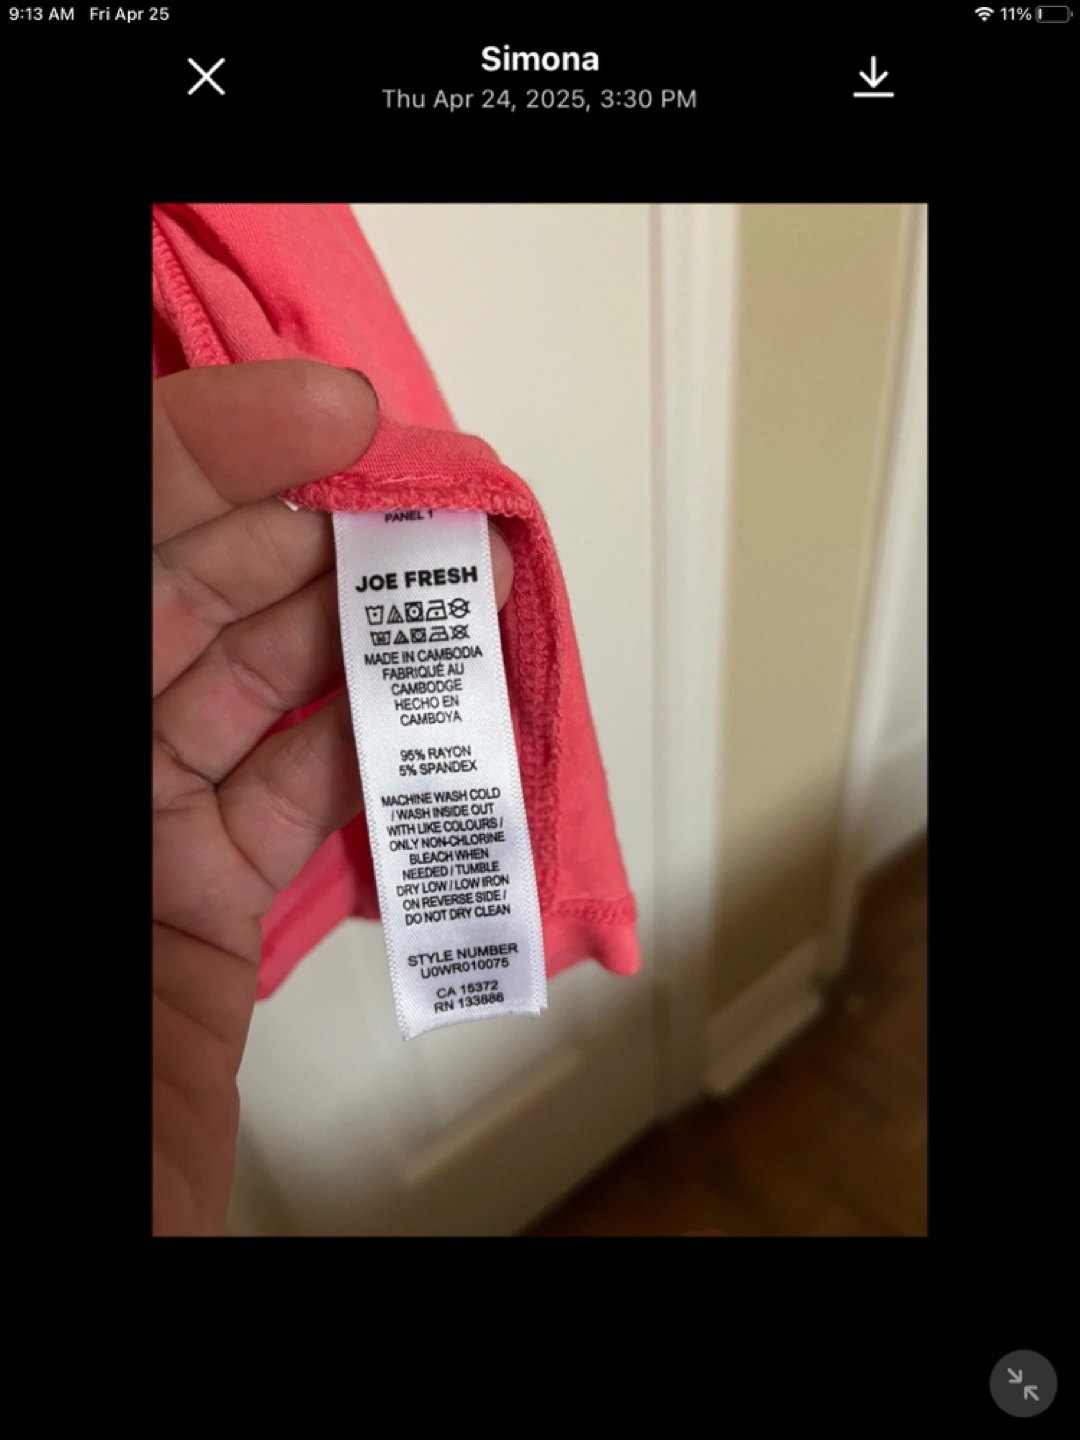 9:13 AM Fri Apr 25
11%
Simona
Thu Apr 24, 2025, 3:30 PM
PANEL 1
JOE FRESH
MADE IN CAMBODIA
FABRIQUÉ AU
CAMBODGE
HECHO EN
CAMBOYA
95% RAYON
5% SPANDEX
MACHINE WASH COLD
/ WASH INSIDE OUT
WITH LIKE COLOURS /
ONLY NON-CHLORINE
BLEACH WHEN
NEEDED / TUMBLE
DRY LOW / LOW IRON
ON REVERSE SIDE /
DO NOT DRY CLEAN
STYLE NUMBER
U0WR010075
CA 15372
RN 133886